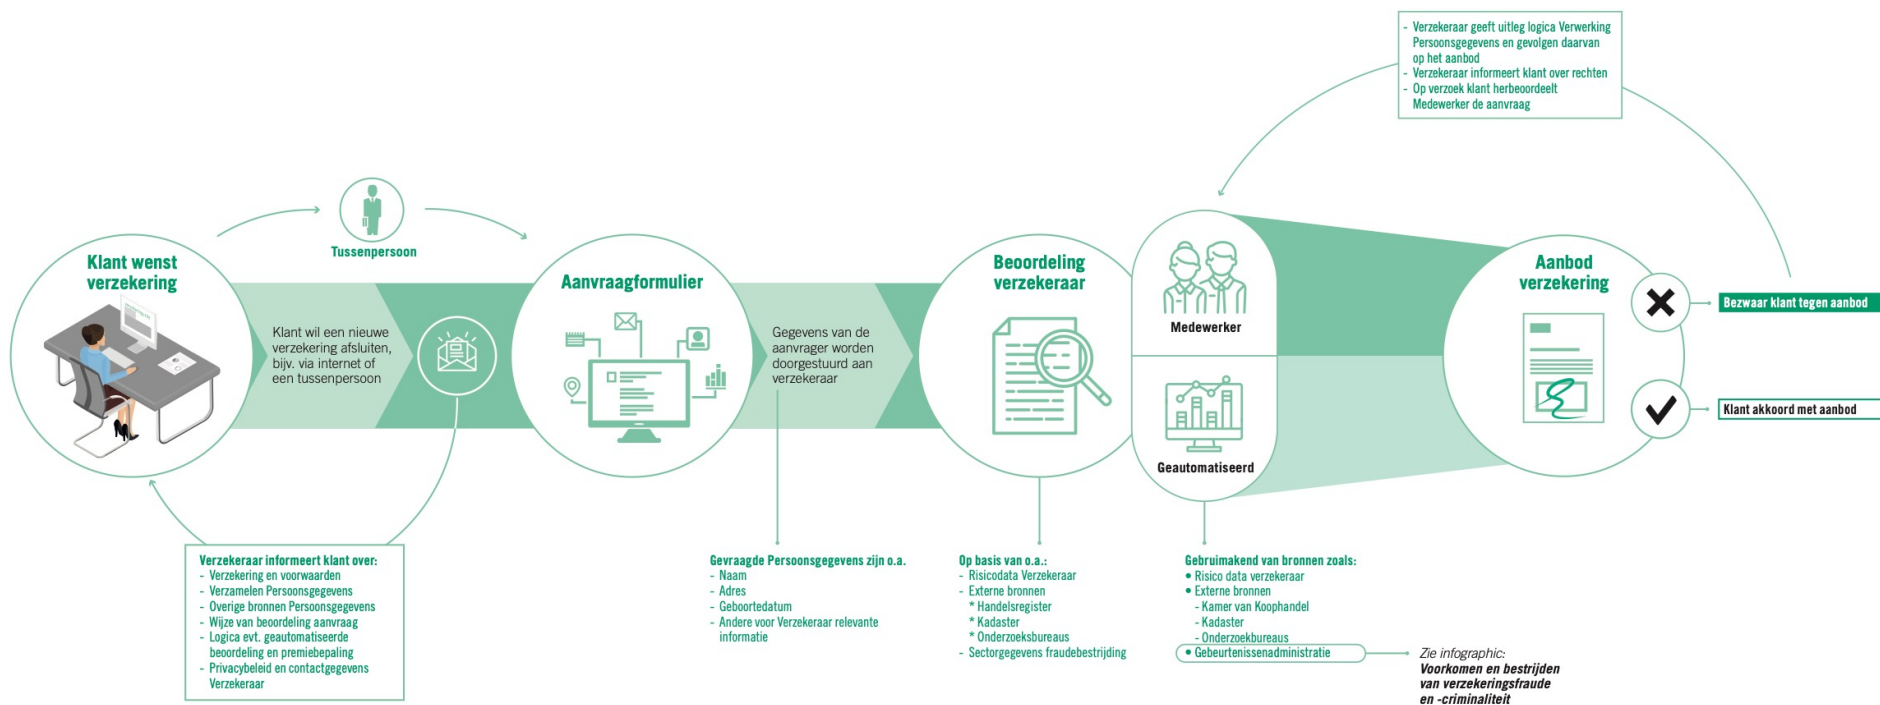 - Verzekeraar geeft uitleg logica Verwerking
Persoonsgegevens en gevolgen daarvan
op het aanbod
- Verzekeraar informeert klant over rechten
- Op verzoek klant herbeoordeelt
Medewerker de aanvraag
Tussenpersoon
Klant wenst
verzekering
Klant wil een nieuwe
verzekering afsluiten,
bijv. via internet of
een tussenpersoon
Aanvraagformulier
Gegevens van de
aanvrager worden
doorgestuurd aan
verzekeraar
Beoordeling
verzekeraar
Medewerker
Geautomatiseerd
Aanbod
verzekering
Bezwaar klant tegen aanbod
Klant akkoord met aanbod
Verzekeraar informeert klant over:
- Verzekering en voorwaarden
- Verzamelen Persoonsgegevens
- Overige bronnen Persoonsgegevens
- Wijze van beoordeling aanvraag
- Logica evt. geautomatiseerde
beoordeling en premiebepaling
- Privacybeleid en contactgegevens
Verzekeraar
Gevraagde Persoonsgegevens zijn o.a.
- Naam
- Adres
- Geboortedatum
- Andere voor Verzekeraar relevante
informatie
Op basis van o.a.:
- Risicodata Verzekeraar
- Externe bronnen
* Handelsregister
* Kadaster
* Onderzoeksbureaus
- Sectorgegevens fraudebestrijding
Gebruimakend van bronnen zoals:
• Risico data verzekeraar
• Externe bronnen
- Kamer van Koophandel
- Kadaster
- Onderzoekbureaus
• Gebeurtenissenadministratie
Zie infographic:
Voorkomen en bestrijden
van verzekeringsfraude
en -criminaliteit